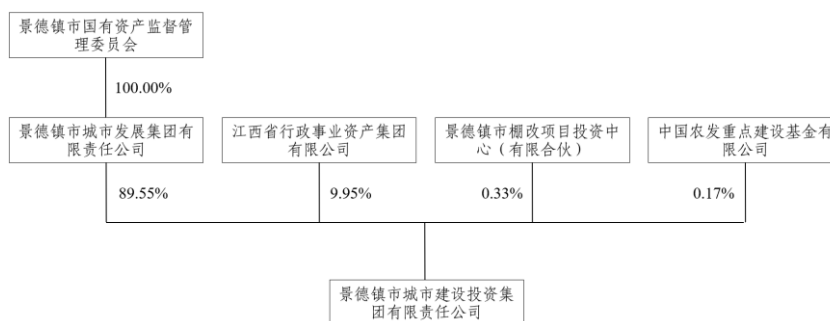 景德镇市国有资产监督管
理委员会
100.00%
景德镇市城市发展集团有
限责任公司
江西省行政事业资产集团
有限公司
景德镇市棚改项目投资中
心（有限合伙）
中国农发重点建设基金有
限公司
89.55%
9.95%
0.33%
0.17%
景德镇市城市建设投资集
团有限责任公司